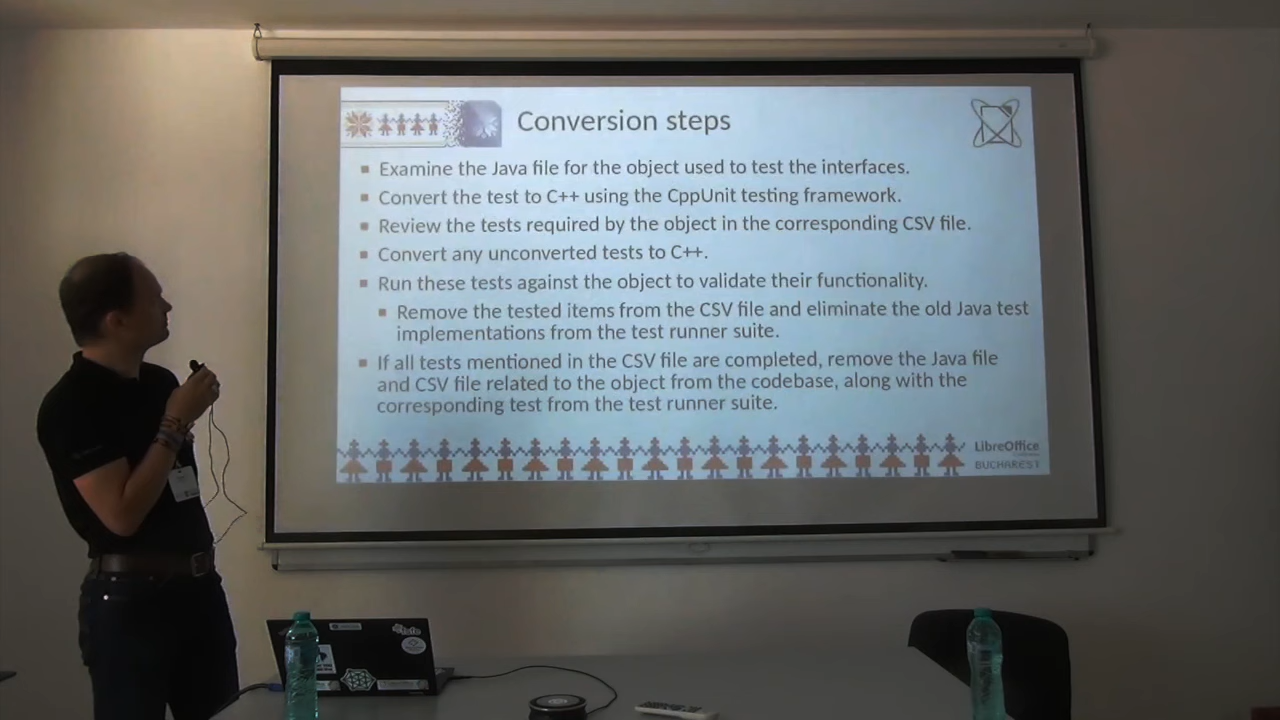 Conversion steps
Examine the Java file for the object used to test the interfaces.
Convert the test to C++ using the CppUnit testing framework.
Review the tests required by the object in the corresponding CSV file.
Convert any unconverted tests to C++.
Run these tests against the object to validate their functionality.
Remove the tested items from the CSV file and eliminate the old Java test
implementations from the test runner suite.
If all tests mentioned in the CSV file are completed, remove the Java file
and CSV file related to the object from the codebase, along with the
corresponding test from the test runner suite.
LibreOffice
BUCHAREST